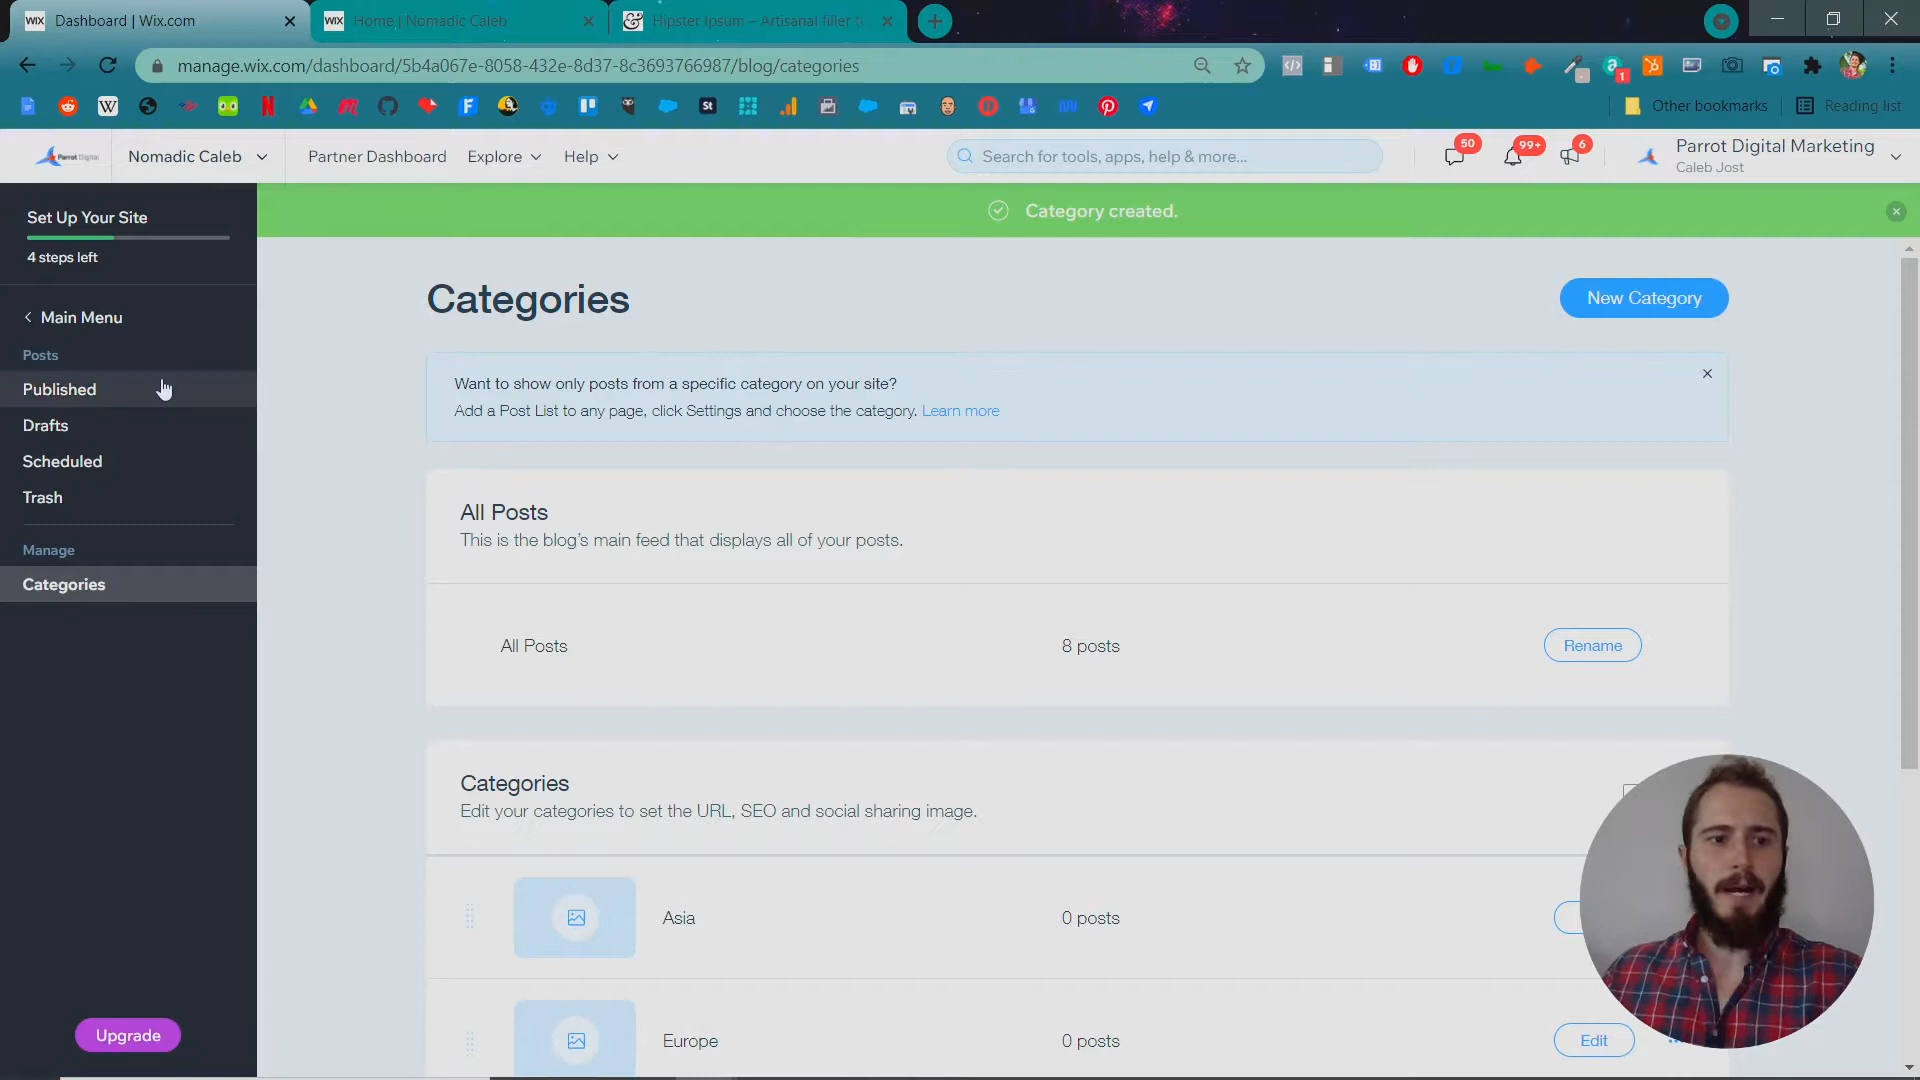 Dashboard | Wix.com
Home | Nomadic Caleb
Hipster Ipsum – Artisanal filler t
manage.wix.com/dashboard/5b4a067e-8058-432e-8d37-8c3693766987/blog/categories
Other bookmarks
Reading list
Parrot Digital
Nomadic Caleb
Partner Dashboard
Explore
Help
Search for tools, apps, help & more...
50
99+
6
Parrot Digital Marketing
Caleb Jost
Set Up Your Site
4 steps left
Category created.
Main Menu
Posts
Published
Drafts
Scheduled
Trash
Manage
Categories
Upgrade
Categories
New Category
Want to show only posts from a specific category on your site?
Add a Post List to any page, click Settings and choose the category. Learn more
All Posts
This is the blog's main feed that displays all of your posts.
All Posts
8 posts
Rename
Categories
Edit your categories to set the URL, SEO and social sharing image.
Asia
0 posts
Europe
0 posts
Edit